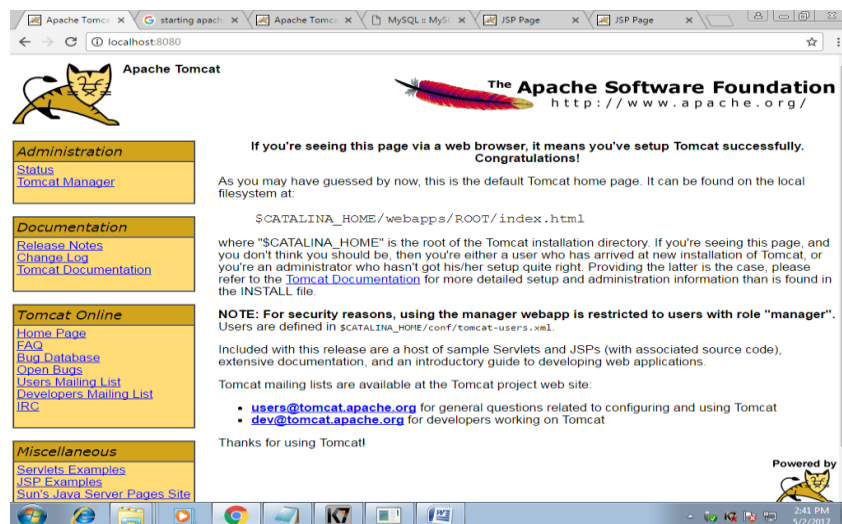 Apache Tomca
starting apach
Apache Tomca
MySQL :: MyS
JSP Page
JSP Page
localhost:8080
Apache Tomcat
The Apache Software Foundation
http://www.apache.org/
Administration
Status
Tomcat Manager
Documentation
Release Notes
Change Log
Tomcat Documentation
Tomcat Online
Home Page
FAQ
Bug Database
Open Bugs
Users Mailing List
Developers Mailing List
IRC
Miscellaneous
Servlets Examples
JSP Examples
Sun's Java Server Pages Site
If you're seeing this page via a web browser, it means you've setup Tomcat successfully.
Congratulations!
As you may have guessed by now, this is the default Tomcat home page. It can be found on the local
filesystem at:
$CATALINA_HOME/webapps/ROOT/index.html
where "$CATALINA_HOME" is the root of the Tomcat installation directory. If you're seeing this page, and
you don't think you should be, then you're either a user who has arrived at new installation of Tomcat, or
you're an administrator who hasn't got his/her setup quite right. Providing the latter is the case, please
refer to the Tomcat Documentation for more detailed setup and administration information than is found in
the INSTALL file.
NOTE: For security reasons, using the manager webapp is restricted to users with role "manager".
Users are defined in $CATALINA_HOME/conf/tomcat-users.xml.
Included with this release are a host of sample Servlets and JSPs (with associated source code),
extensive documentation, and an introductory guide to developing web applications.
Tomcat mailing lists are available at the Tomcat project web site:
• users@tomcat.apache.org for general questions related to configuring and using Tomcat
• dev@tomcat.apache.org for developers working on Tomcat
Thanks for using Tomcat!
Powered by
K7
2:41 PM
5/2/2017